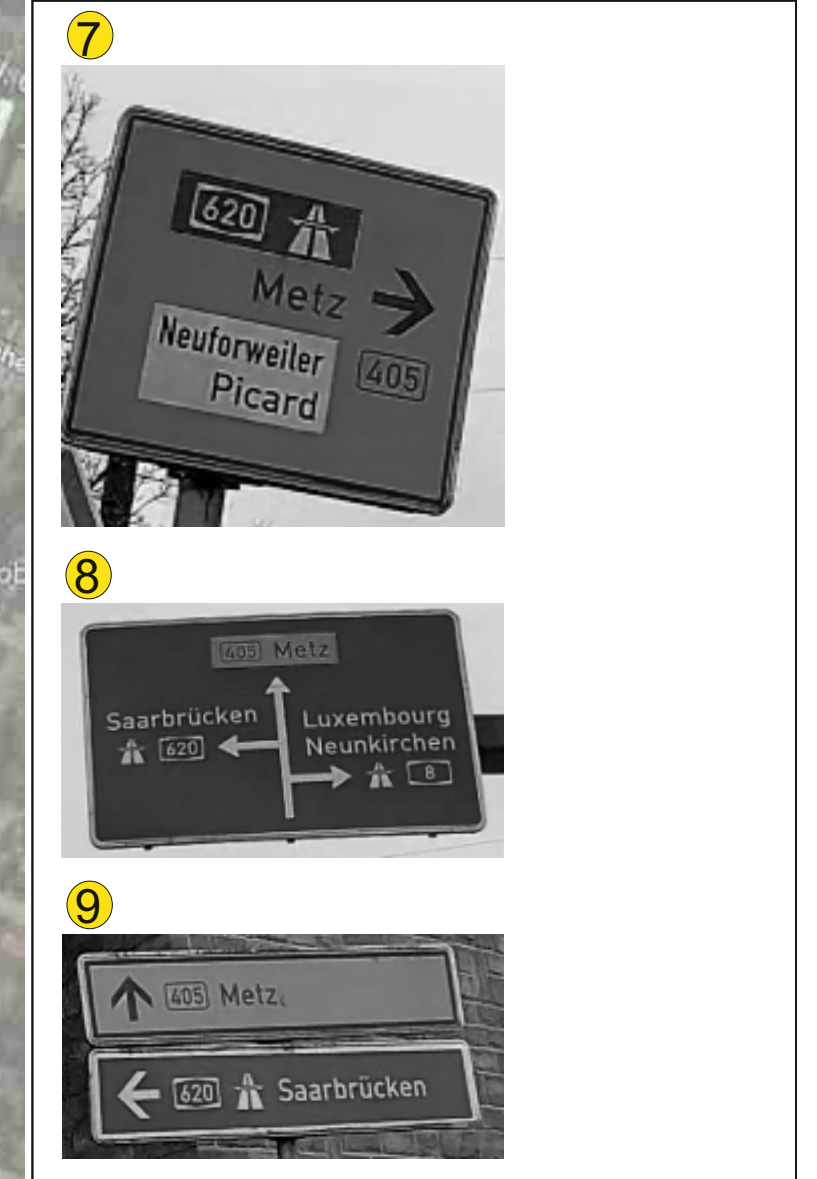 7
620
Metz
Neuforweiler
Picard
405
8
405 Metz
Saarbrücken
620
Luxembourg
Neunkirchen
8
9
405 Metz
620 Saarbrücken